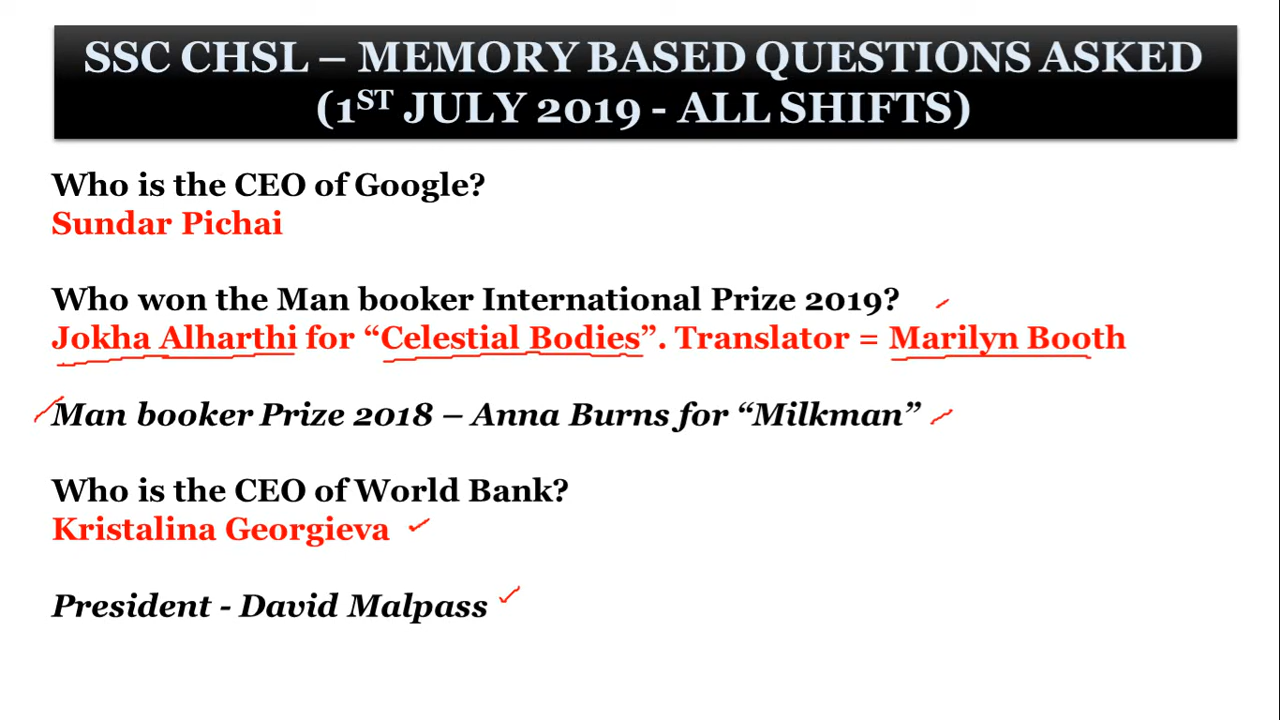 SSC CHSL – MEMORY BASED QUESTIONS ASKED
(1ST JULY 2019 - ALL SHIFTS)
Who is the CEO of Google?
Sundar Pichai
Who won the Man booker International Prize 2019?
Jokha Alharthi for “Celestial Bodies”. Translator = Marilyn Booth
Man booker Prize 2018 – Anna Burns for “Milkman”
Who is the CEO of World Bank?
Kristalina Georgieva
President - David Malpass